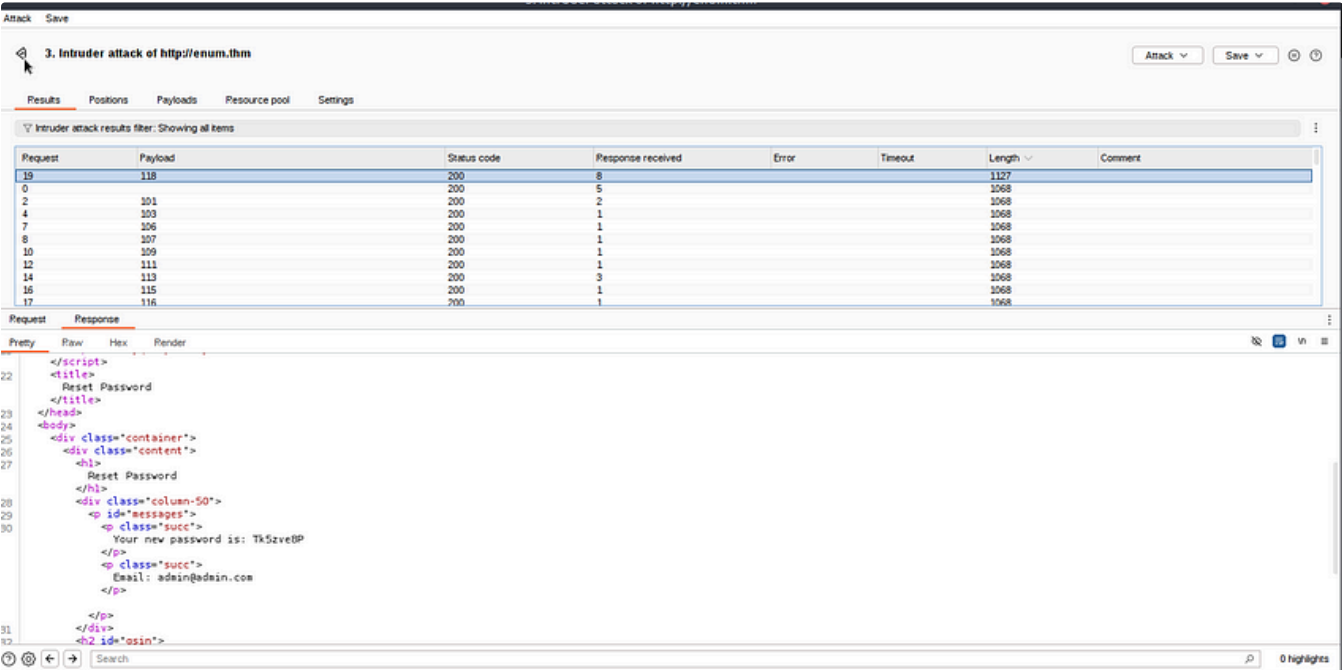 Attack Save
3. Intruder attack of http://enum.thm
Attack Save
Results Positions Payloads Resource pool Settings
Intruder attack results filter: Showing all items
Request Payload Status code Response received Error Timeout Length Comment
19 118 200 8 1127
0 200 5 1068
2 101 200 2 1068
4 103 200 1 1068
7 106 200 1 1068
8 107 200 1 1068
10 109 200 1 1068
12 111 200 1 1068
14 113 200 3 1068
16 115 200 1 1068
17 116 200 1 1068
Request Response
Pretty Raw Hex Render
</script>
22 <title>
Reset Password
</title>
23 </head>
24 <body>
25 <div class="container">
26 <div class="content">
27 <h1>
Reset Password
</h1>
28 <div class="column-50">
29 <p id="messages">
30 <p class="succ">
Your new password is: Tk5zve8P
</p>
<p class="succ">
Email: admin@admin.com
</p>
</p>
31 </div>
32 <h2 id="osin">
Search 0 highlights